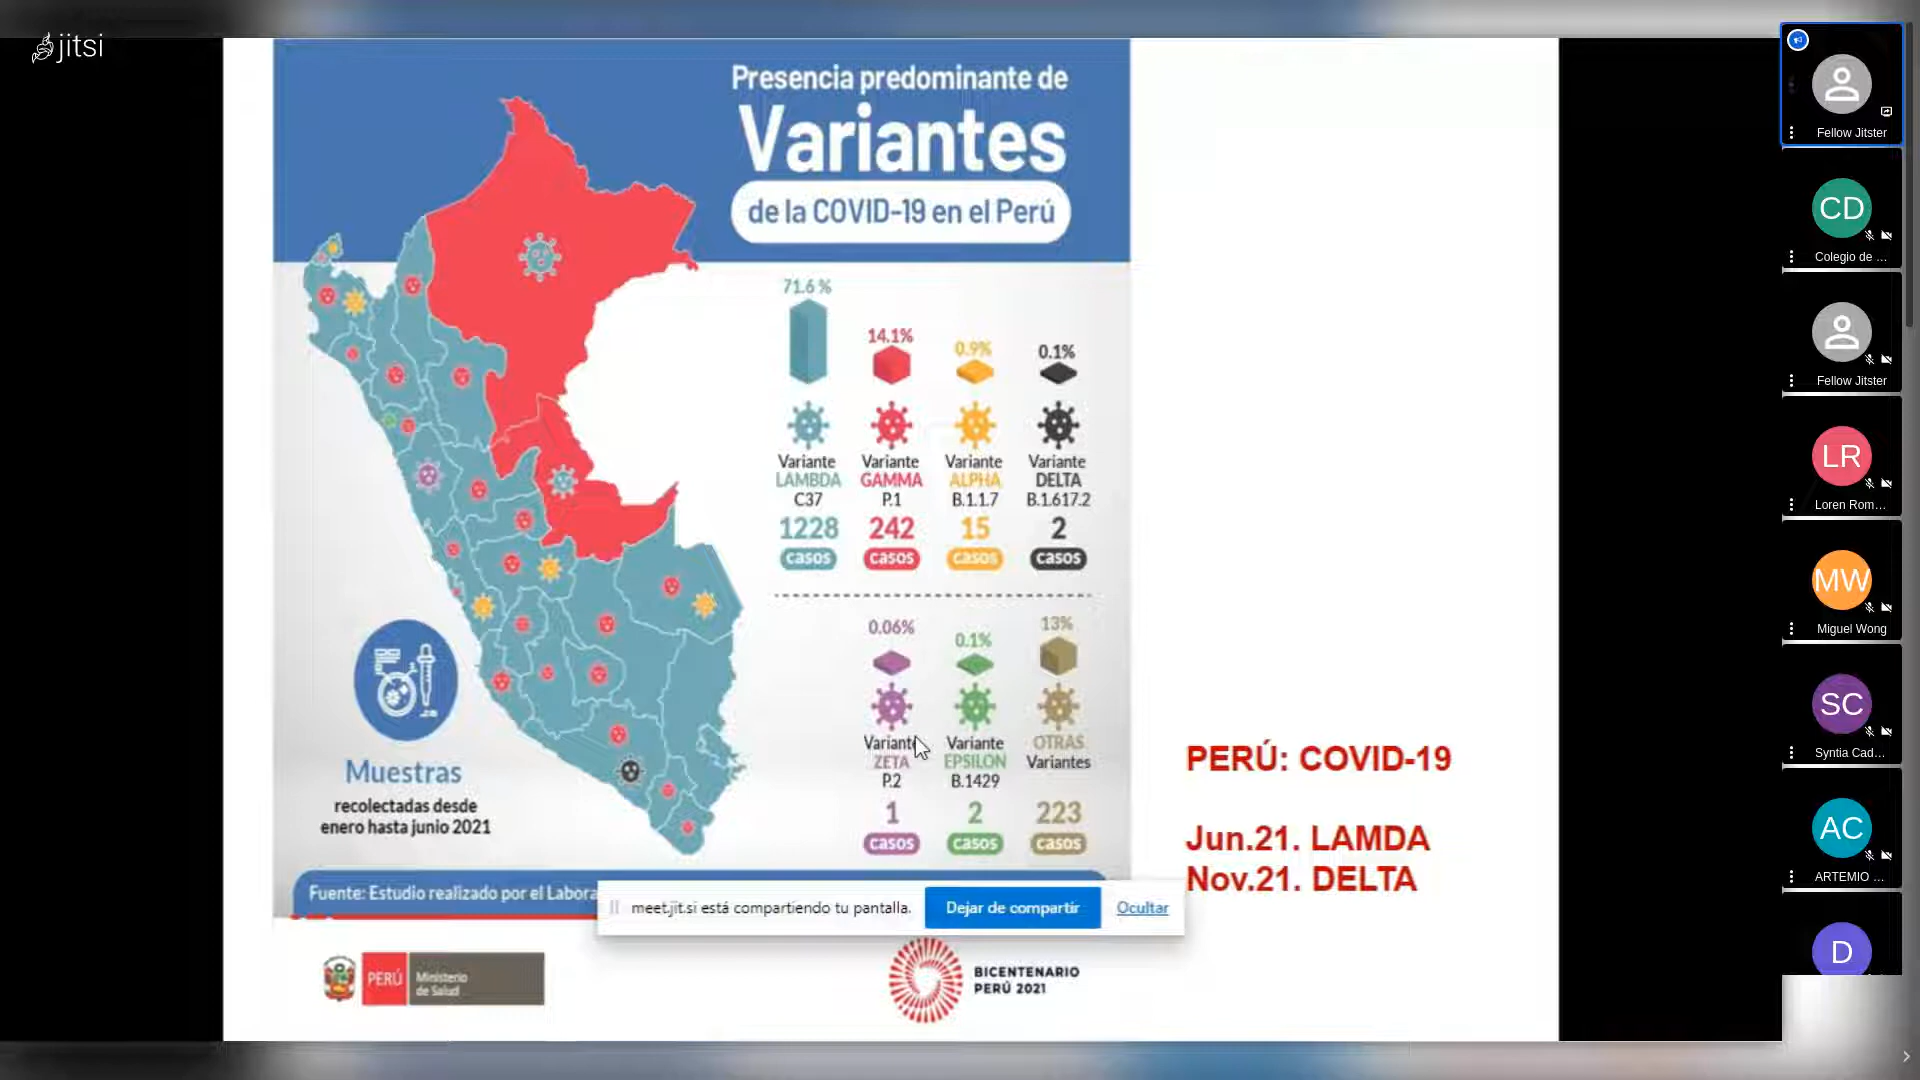 jitsi
Presencia predominante de
Variantes
de la COVID-19 en el Perú
71.6 %
14.1%
0.9%
0.1%
Variante
LAMBDA
C37
1228
casos
Variante
GAMMA
P.1
242
casos
Variante
ALPHA
B.1.1.7
15
casos
Variante
DELTA
B.1.617.2
2
casos
0.06%
0.1%
13%
Variante
ZETA
P.2
1
casos
Variante
EPSILON
B.1429
2
casos
OTRAS
Variantes
223
casos
Muestras
recolectadas desde
enero hasta junio 2021
Fuente: Estudio realizado por el Labora
meet.jit.si está compartiendo tu pantalla.
Dejar de compartir
Ocultar
PERÚ
Ministerio
de Salud
BICENTENARIO
PERÚ 2021
PERÚ: COVID-19
Jun.21. LAMDA
Nov.21. DELTA
Fellow Jitster
CD
Colegio de ...
Fellow Jitster
LR
Loren Rom...
MW
Miguel Wong
SC
Syntia Cad...
AC
ARTEMIO ...
D